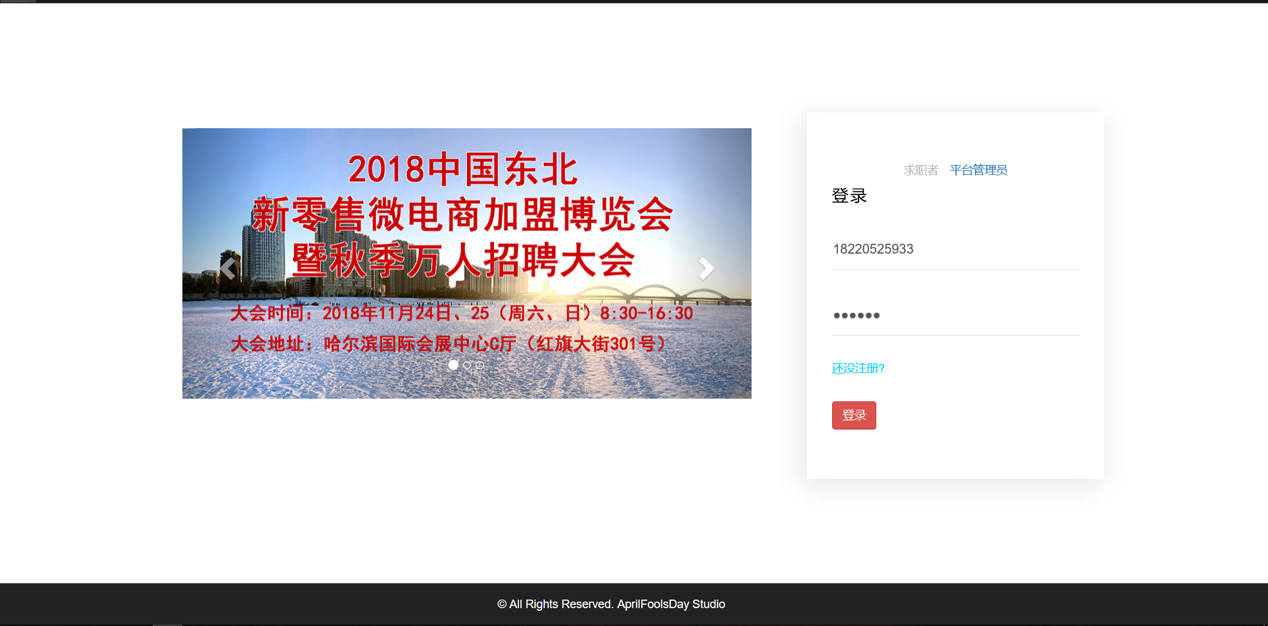 2018中国东北
新零售微电商加盟博览会
暨秋季万人招聘大会
大会时间：2018年11月24日、25（周六、日）8:30-16:30
大会地址：哈尔滨国际会展中心C厅（红旗大街301号）
求职者 平台管理员
登录
18220525933
••••••
还没注册?
登录
© All Rights Reserved. AprilFoolsDay Studio